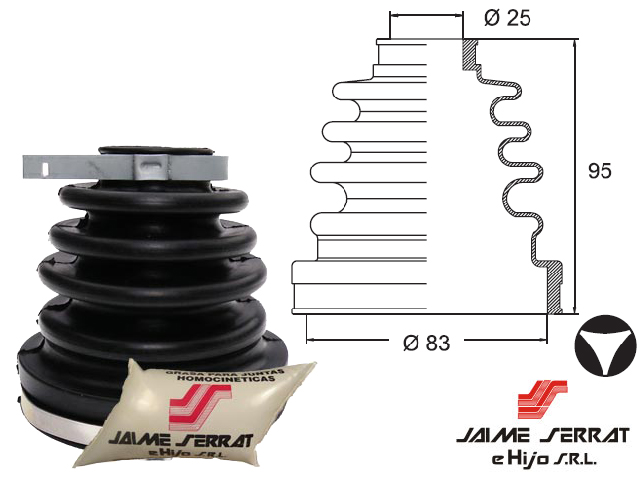 Ø 25
95
Ø 83
GRASA PARA JUNTAS
HOMOCINETICAS
JAIME SERRAT
e Hijo S.R.L.
JAIME SERRAT
e Hijo S.R.L.